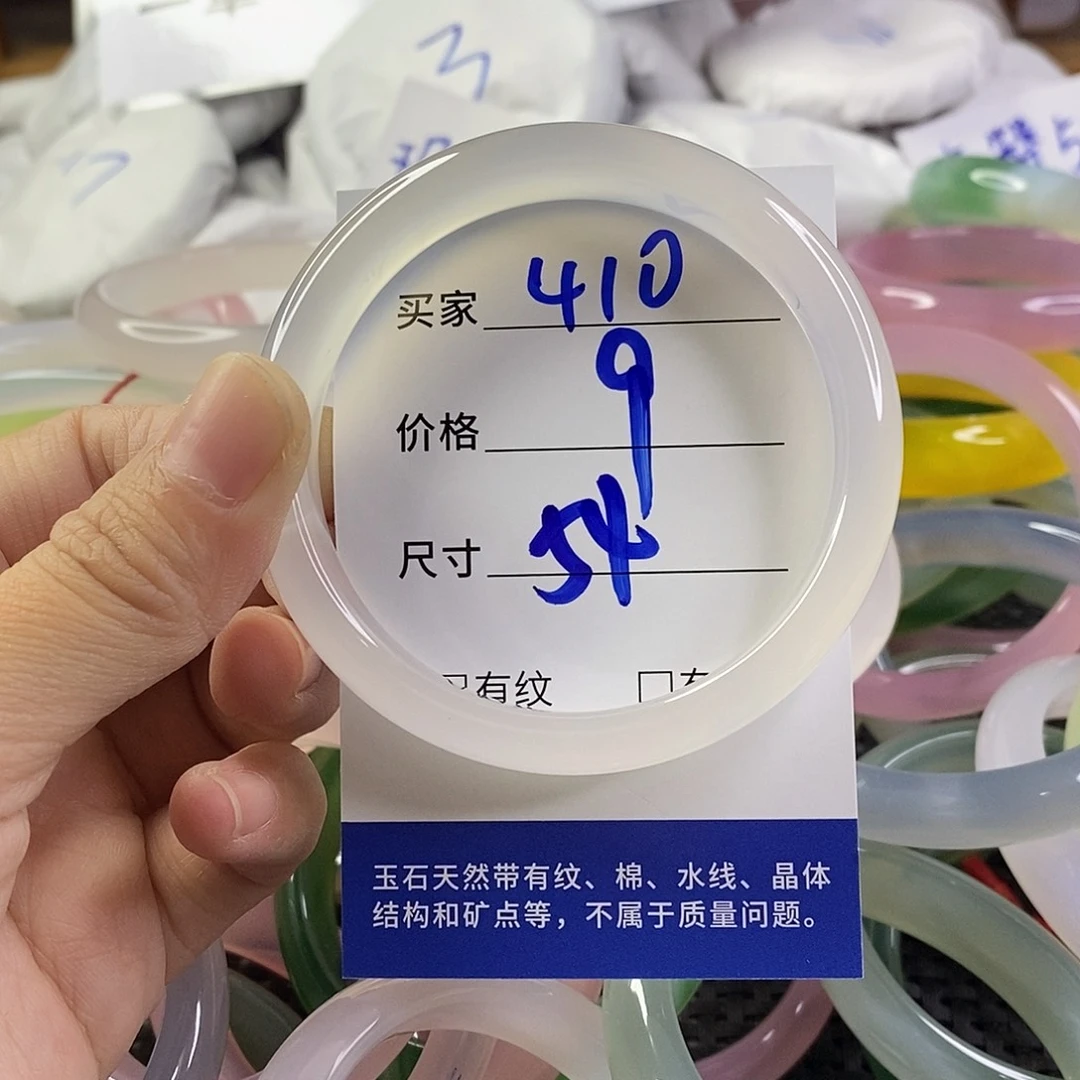 买家 410
价格 9
尺寸 54
有纹
玉石天然带有纹、棉、水线、晶体
结构和矿点等，不属于质量问题。